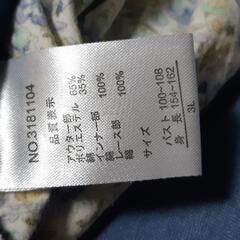 NO.3181104
品質表示
アウター部
ポリエステル 65%
綿 35%
インナー部
綿 100%
レース部
綿 100%
サイズ
バスト 100-108
身長 154-162
3L